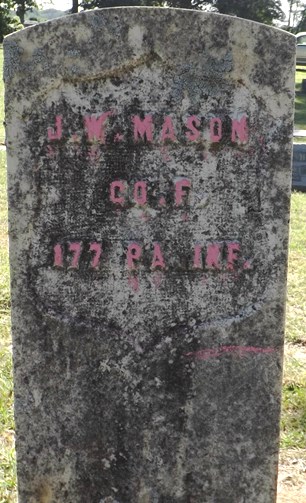 J. W. MASON.
CO. F.
177 PA. INF.